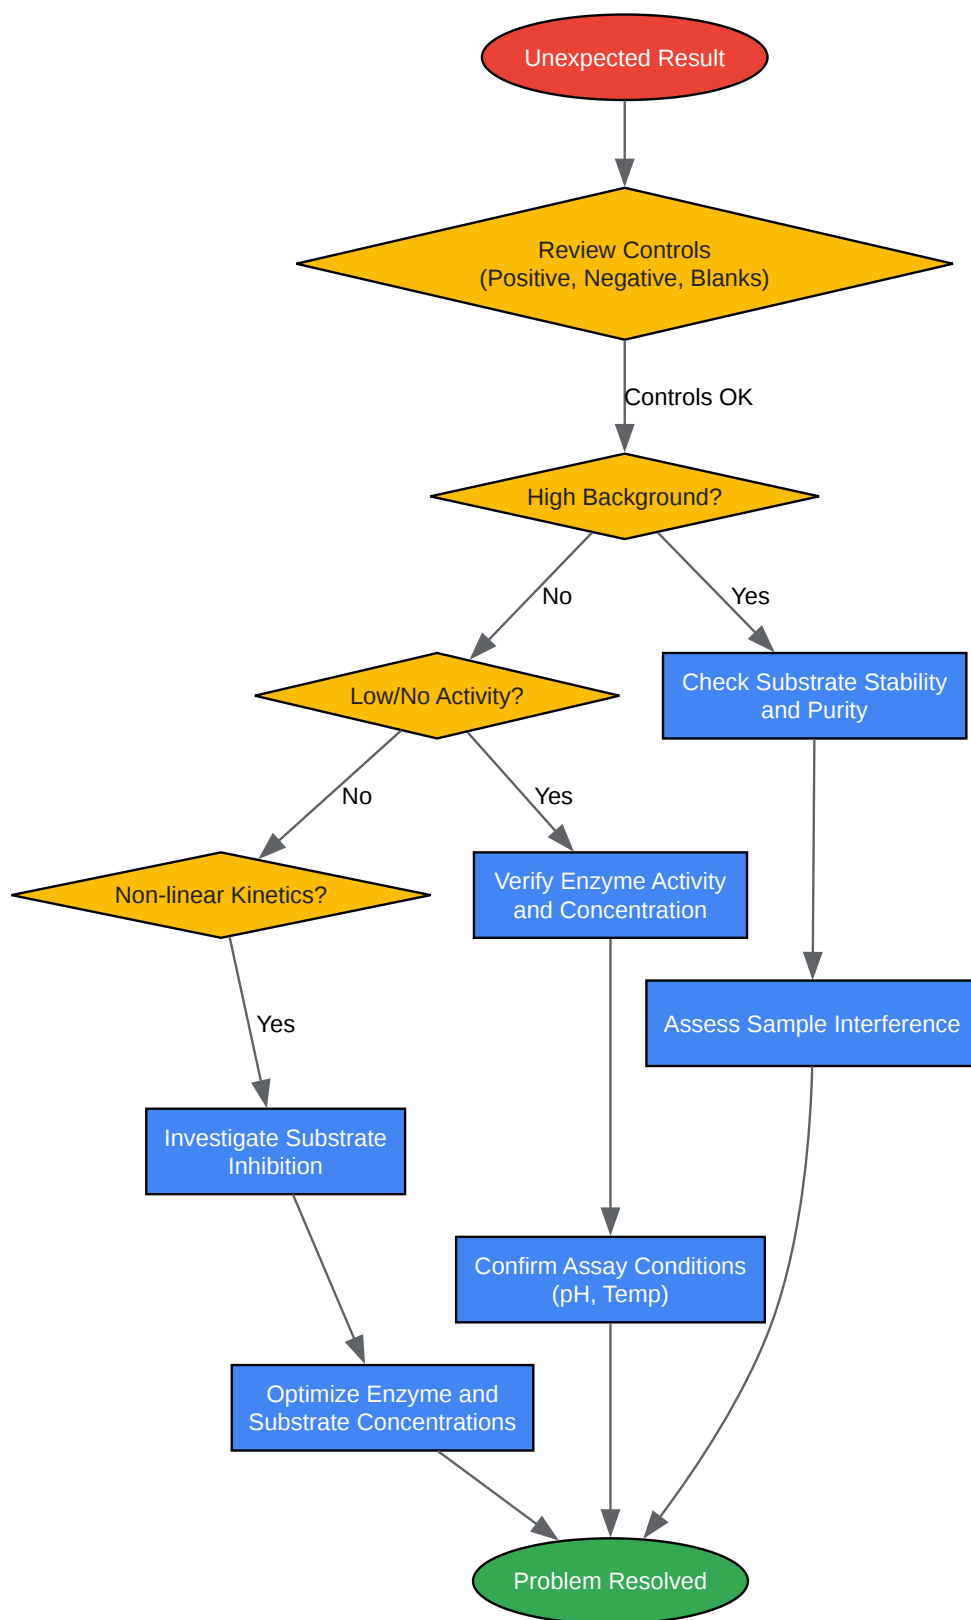 Unexpected Result
Review Controls
(Positive, Negative, Blanks)
Controls OK
High Background?
No
Yes
Low/No Activity?
Check Substrate Stability
and Purity
No
Yes
Non-linear Kinetics?
Verify Enzyme Activity
and Concentration
Yes
Assess Sample Interference
Investigate Substrate
Inhibition
Confirm Assay Conditions
(pH, Temp)
Optimize Enzyme and
Substrate Concentrations
Problem Resolved